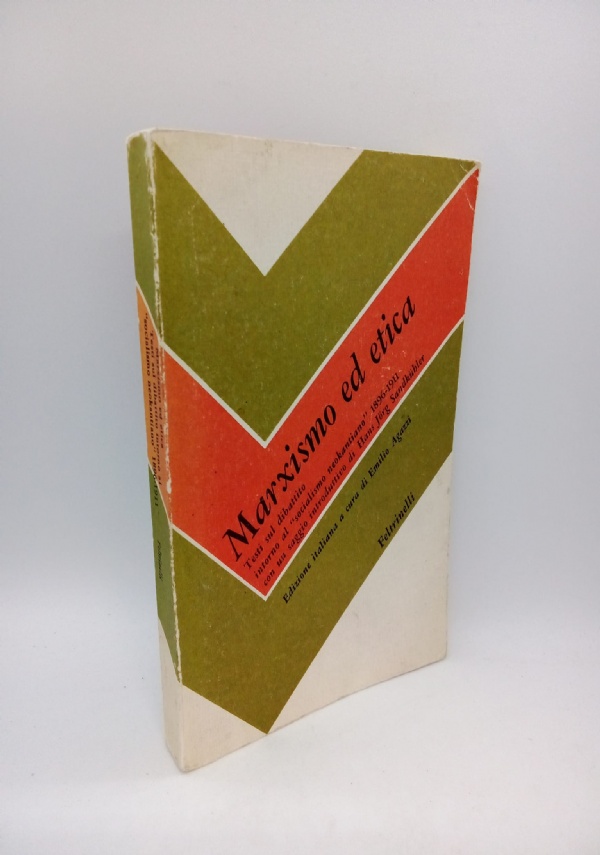 Marxismo ed etica
Testi sul dibattito
intorno al "socialismo neokantiano" 1896-1911
con un saggio introduttivo di Hans Jörg Sandkühler
Edizione italiana a cura di Emilio Agazzi
Feltrinelli